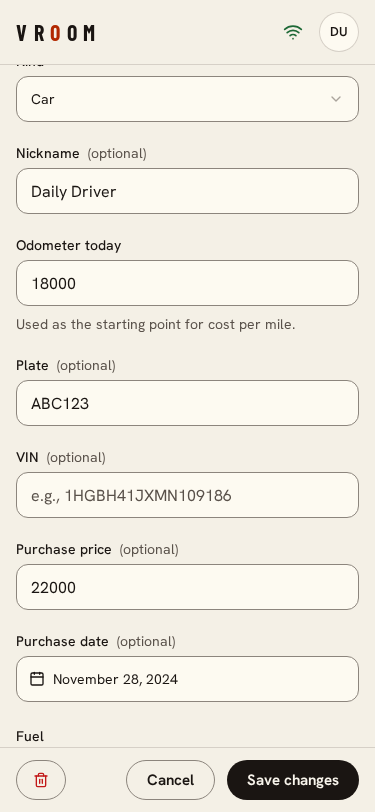 VROOM
DU
Kind
Car
Nickname (optional)
Daily Driver
Odometer today
18000
Used as the starting point for cost per mile.
Plate (optional)
ABC123
VIN (optional)
e.g., 1HGBH41JXMN109186
Purchase price (optional)
22000
Purchase date (optional)
November 28, 2024
Fuel
Cancel
Save changes